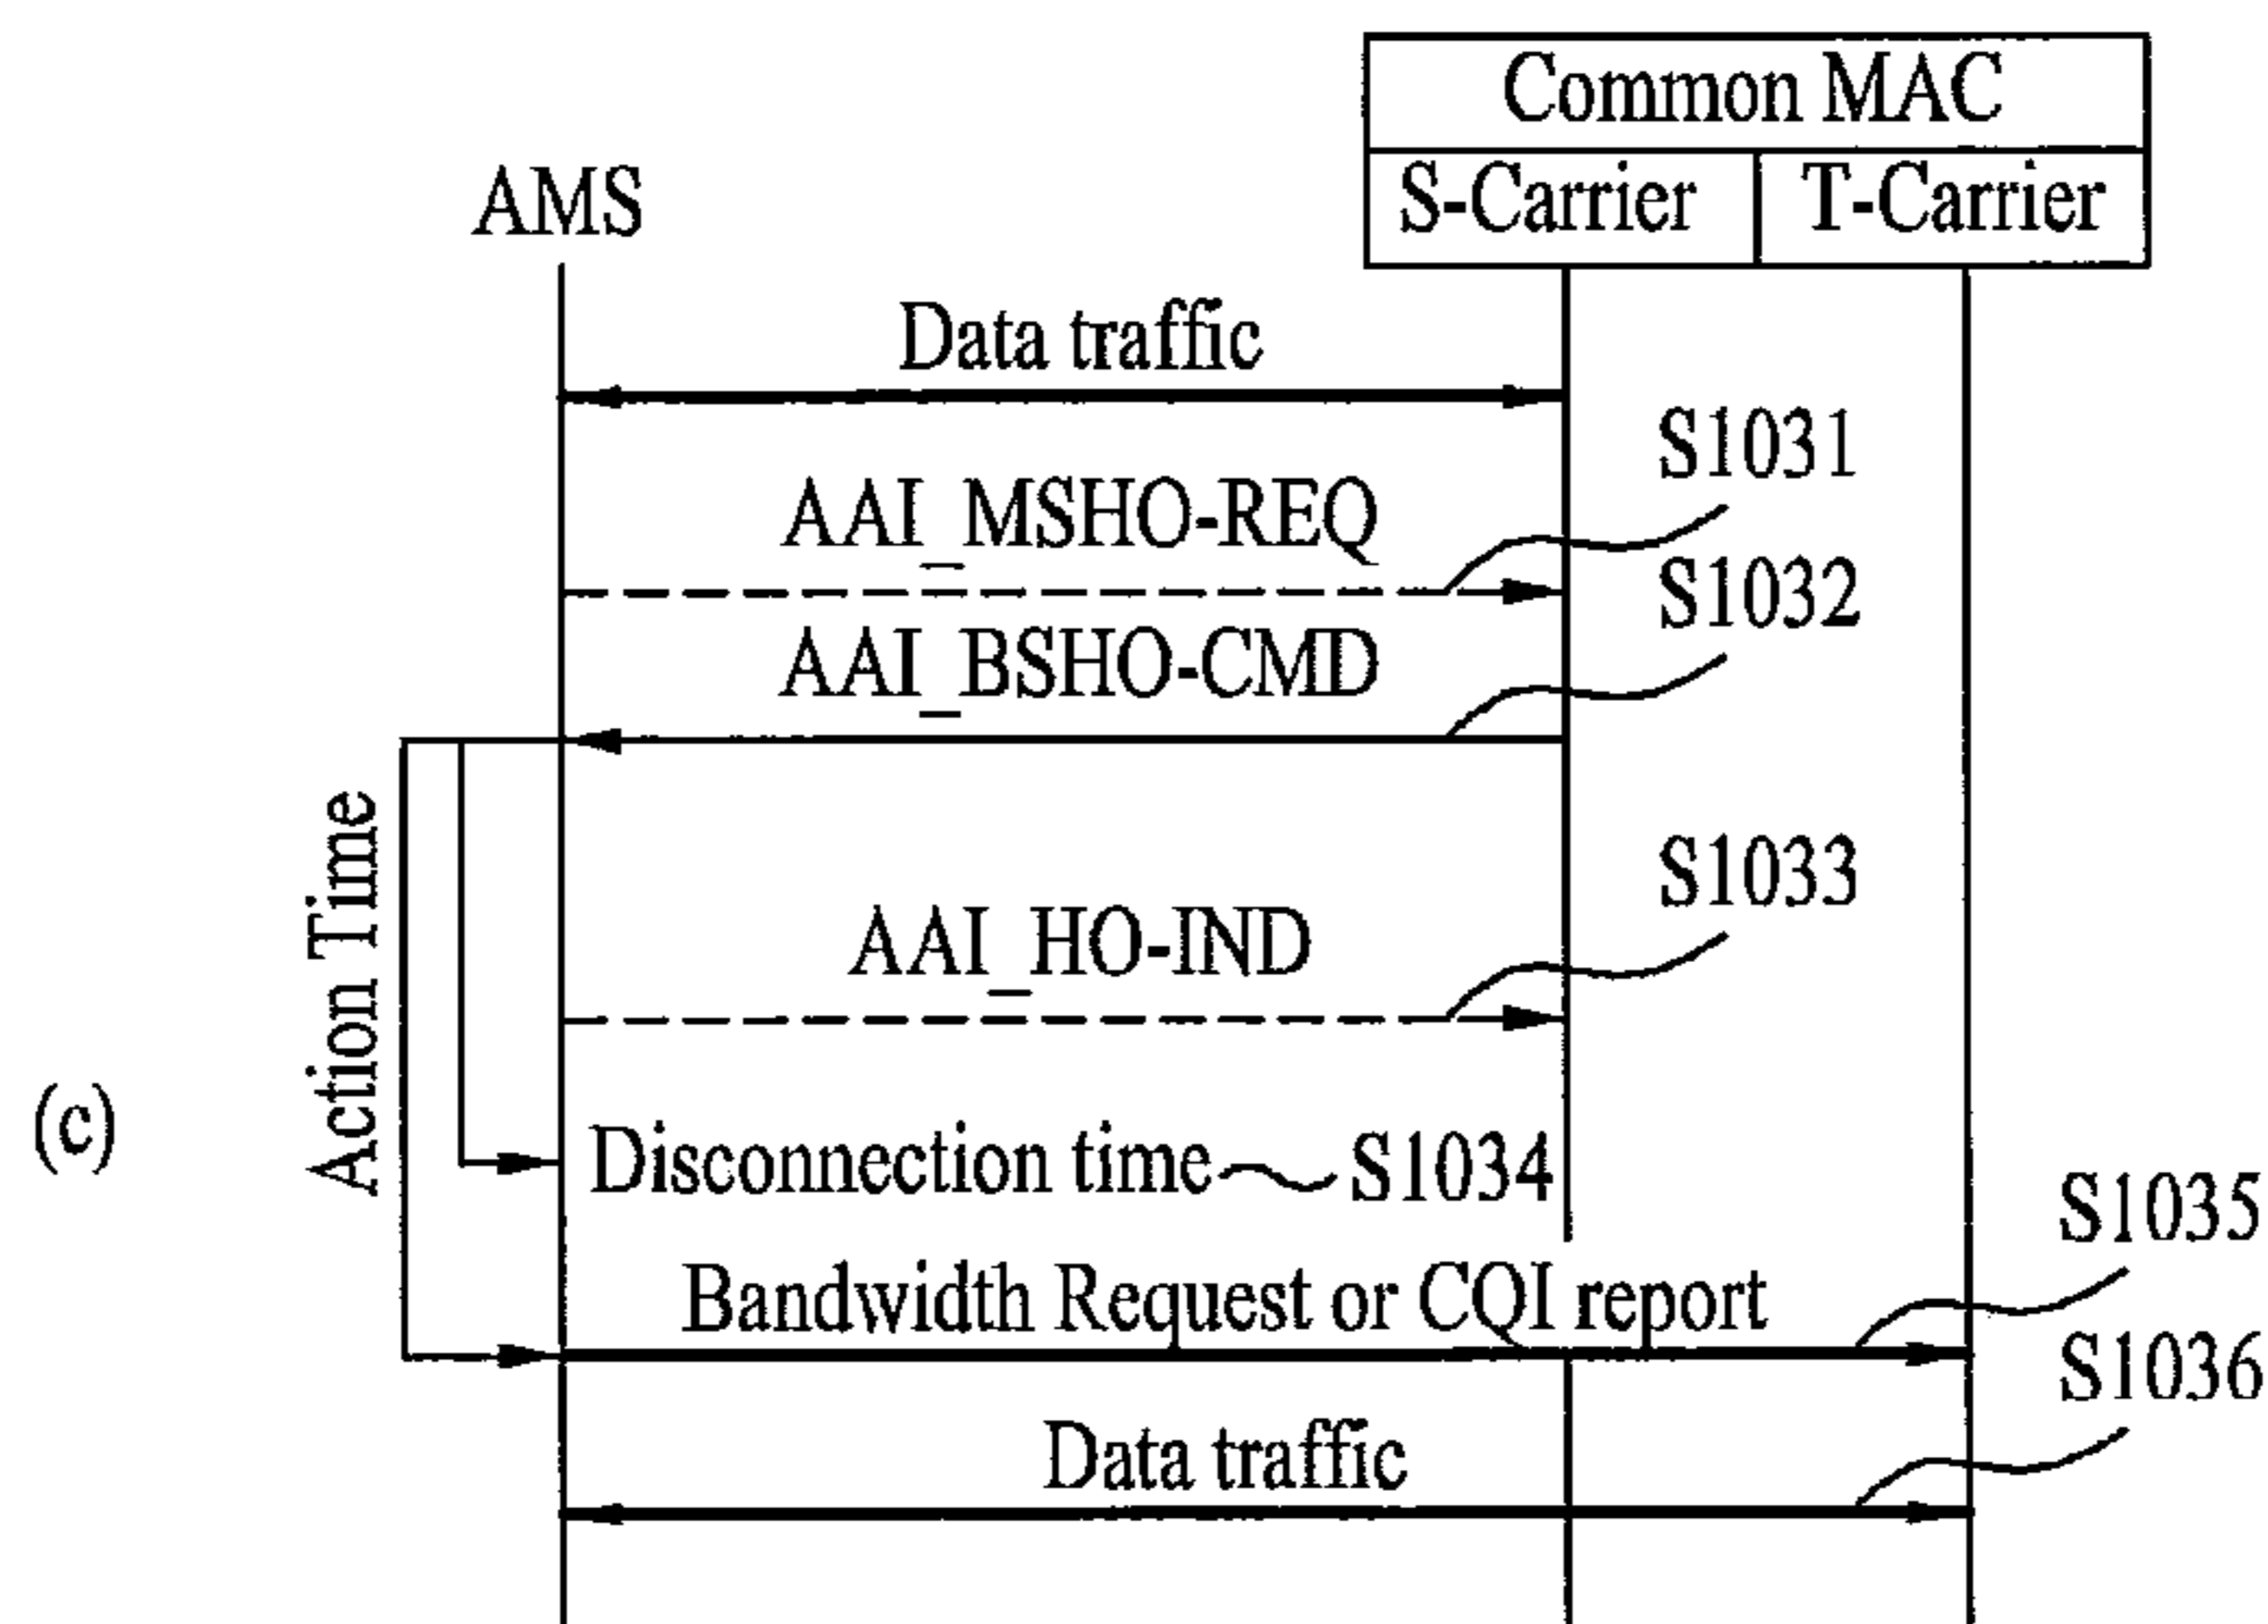 Common MAC
AMS
S-Carrier
T-Carrier
Data traffic
S1031
AAI_MSHO-REQ
S1032
AAI_BSHO-CMD
Action Time
S1033
AAI_HO-IND
(c)
Disconnection time
S1034
S1035
Bandwidth Request or CQI report
S1036
Data traffic